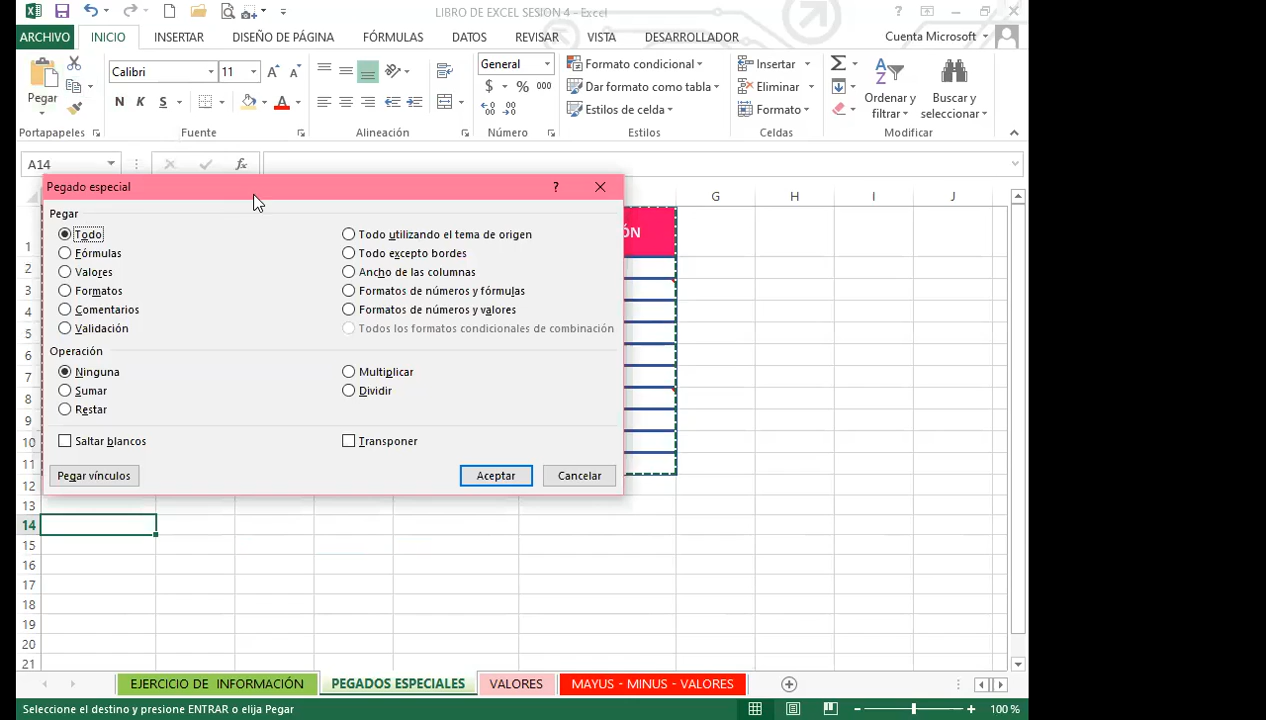 LIBRO DE EXCEL SESION 4 - Excel
ARCHIVO INICIO INSERTAR DISEÑO DE PÁGINA FÓRMULAS DATOS REVISAR VISTA DESARROLLADOR Cuenta Microsoft
Pegar
Calibri 11
N K S
General
$ % 000
Formato condicional
Dar formato como tabla
Estilos de celda
Insertar
Eliminar
Formato
Ordenar y filtrar
Buscar y seleccionar
Portapapeles Fuente Alineación Número Estilos Celdas Modificar
A14 fx
Pegado especial ?
Pegar
Todo Todo utilizando el tema de origen
Fórmulas Todo excepto bordes
Valores Ancho de las columnas
Formatos Formatos de números y fórmulas
Comentarios Formatos de números y valores
Validación Todos los formatos condicionales de combinación
Operación
Ninguna Multiplicar
Sumar Dividir
Restar
Saltar blancos Transponer
Pegar vínculos Aceptar Cancelar
G H I J
ÓN
1
2
3
4
5
6
7
8
9
10
11
12
13
14
15
16
17
18
19
20
21
EJERCICIO DE INFORMACIÓN PEGADOS ESPECIALES VALORES MAYUS - MINUS - VALORES
Seleccione el destino y presione ENTRAR o elija Pegar 100 %